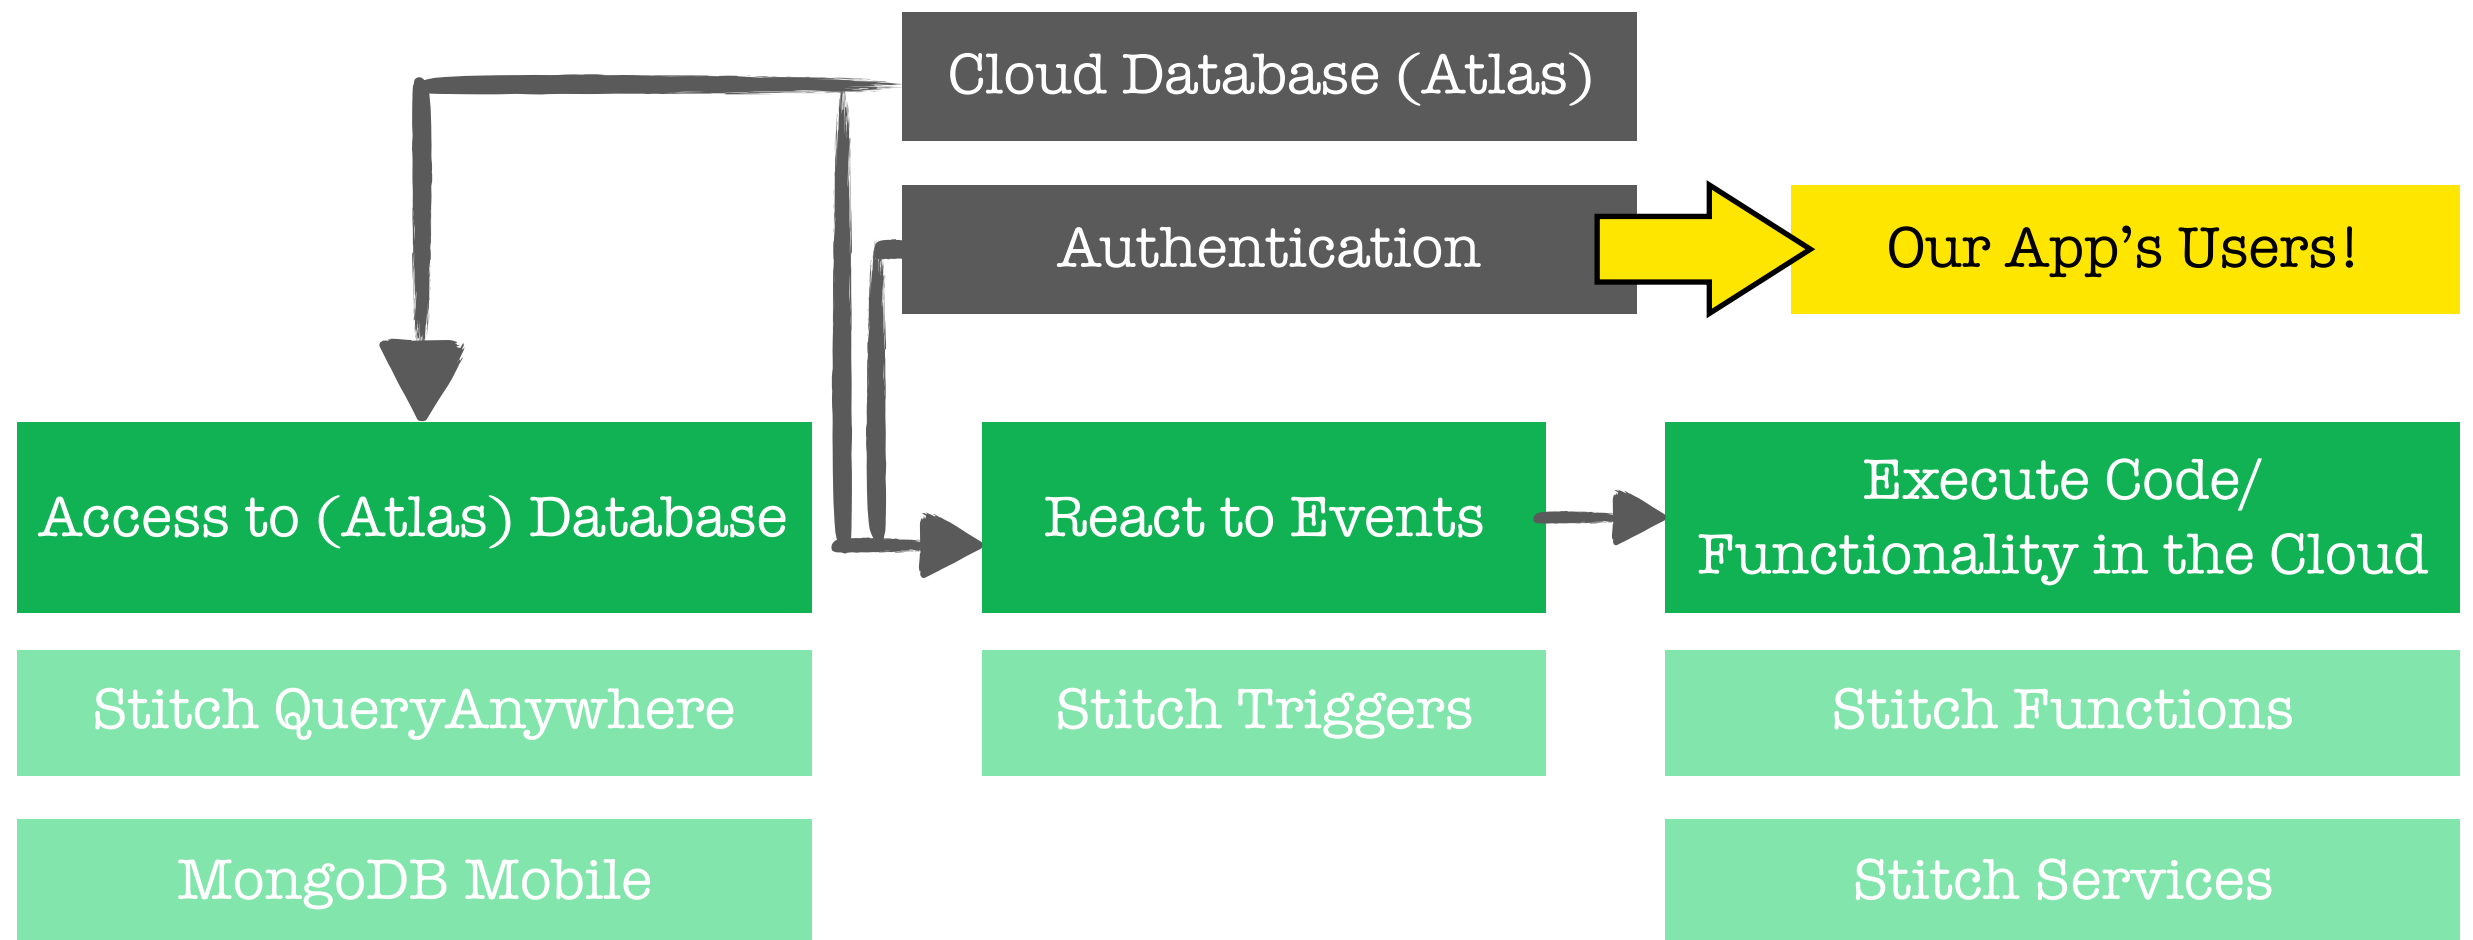 Cloud Database (Atlas)
Authentication
Our App’s Users!
Access to (Atlas) Database
React to Events
Execute Code/
Functionality in the Cloud
Stitch QueryAnywhere
Stitch Triggers
Stitch Functions
MongoDB Mobile
Stitch Services